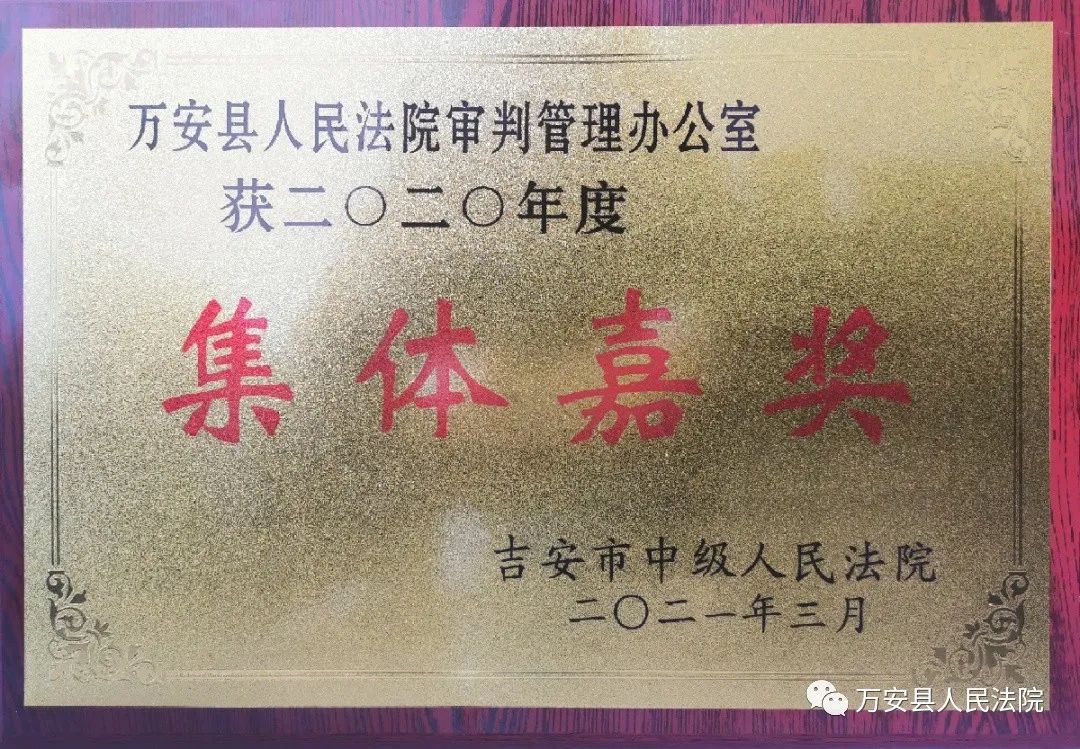 万安县人民法院审判管理办公室
获二〇二〇年度
集体嘉奖
吉安市中级人民法院
二〇二一年三月
万安县人民法院